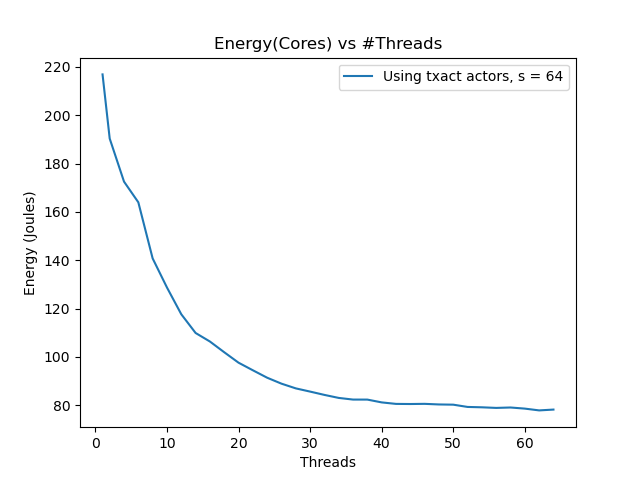 Energy(Cores) vs #Threads
Using txact actors, s = 64
Energy (Joules)
220
200
180
160
140
120
100
80
0 10 20 30 40 50 60
Threads